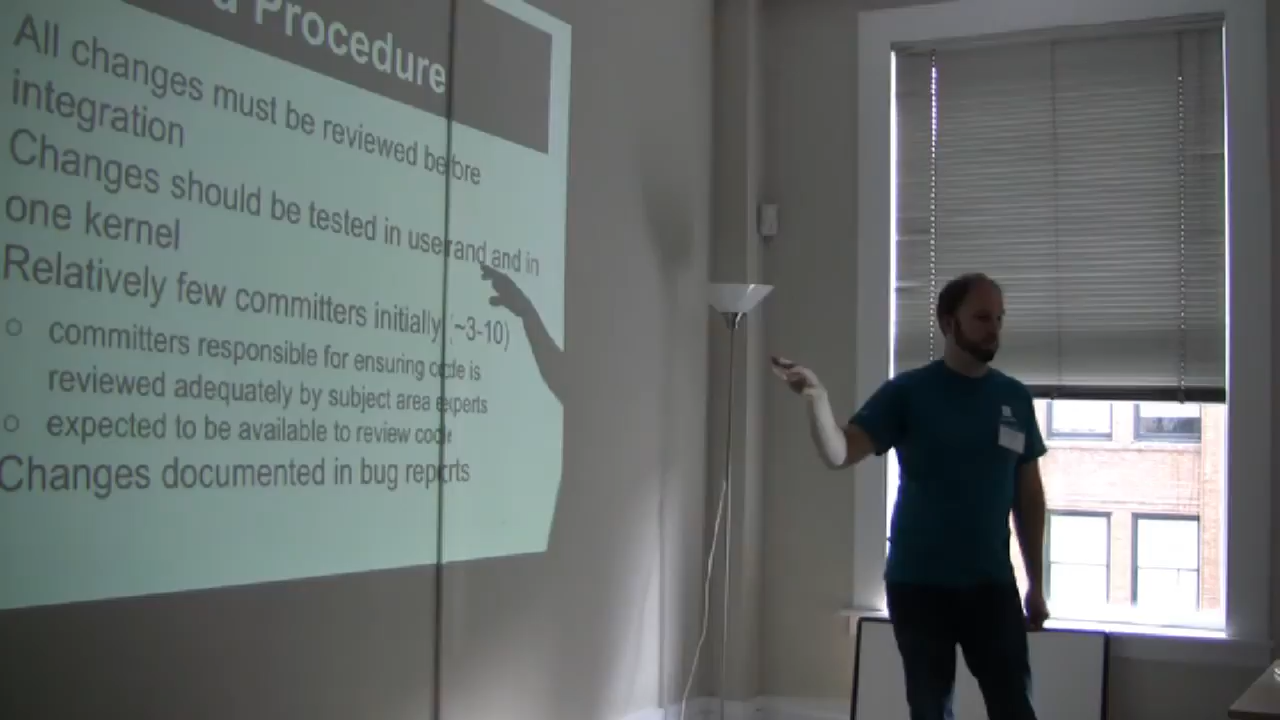 Procedure
All changes must be reviewed before
integration
Changes should be tested in userand and in
one kernel
Relatively few committers initially (~3-10)
committers responsible for ensuring code is
reviewed adequately by subject area experts
expected to be available to review code
Changes documented in bug reports